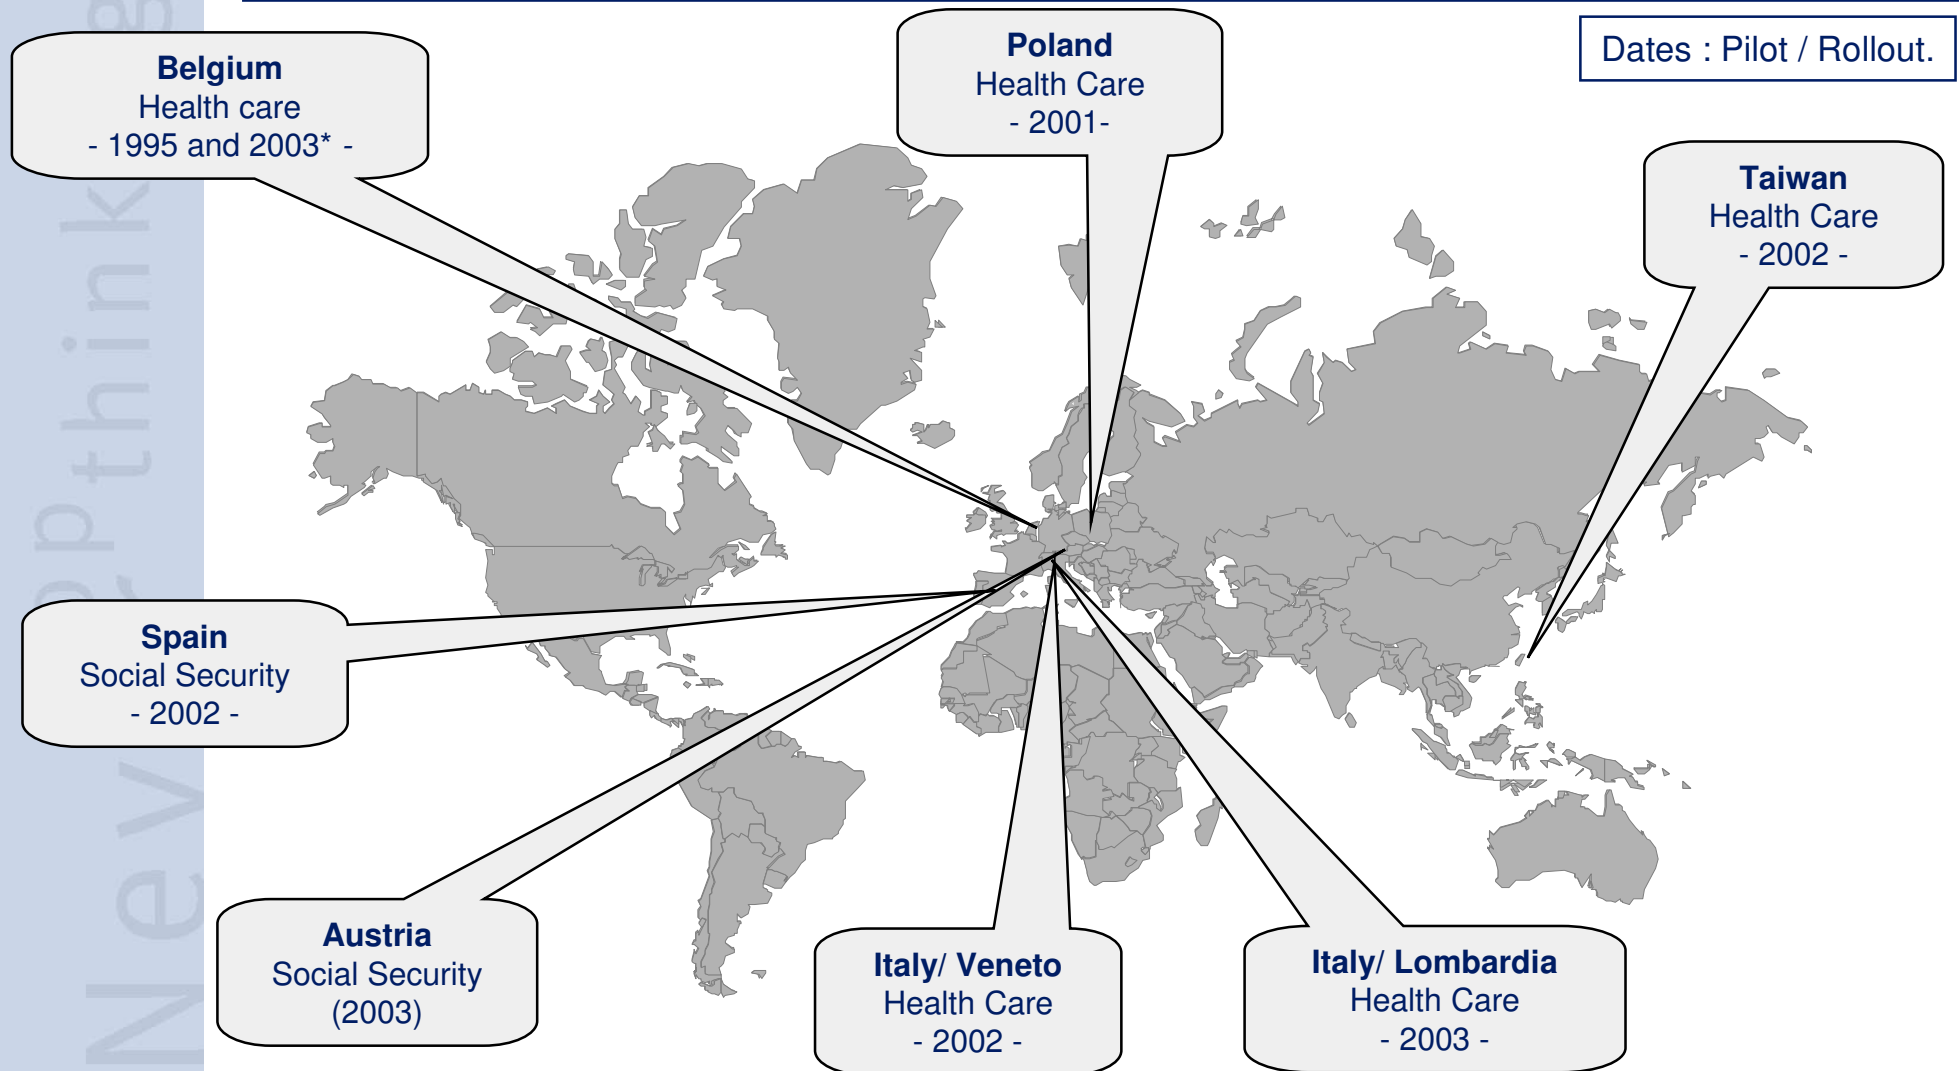 Dates : Pilot / Rollout.
Belgium
Health care
- 1995 and 2003* -
Poland
Health Care
- 2001-
Taiwan
Health Care
- 2002 -
Spain
Social Security
- 2002 -
Austria
Social Security
(2003)
Italy/ Veneto
Health Care
- 2002 -
Italy/ Lombardia
Health Care
- 2003 -